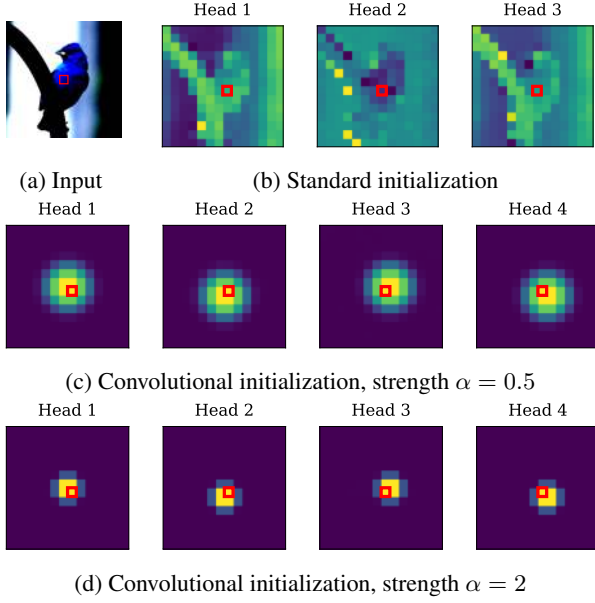 Head 1 Head 2 Head 3
(a) Input (b) Standard initialization
Head 1 Head 2 Head 3 Head 4
(c) Convolutional initialization, strength α = 0.5
Head 1 Head 2 Head 3 Head 4
(d) Convolutional initialization, strength α = 2